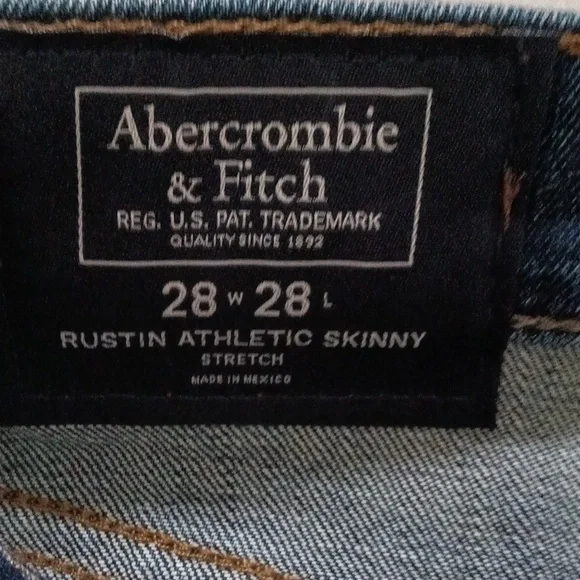 Abercrombie
& Fitch
REG. U.S. PAT. TRADEMARK
QUALITY SINCE 1892
28 W 28 L
RUSTIN ATHLETIC SKINNY
STRETCH
MADE IN MEXICO